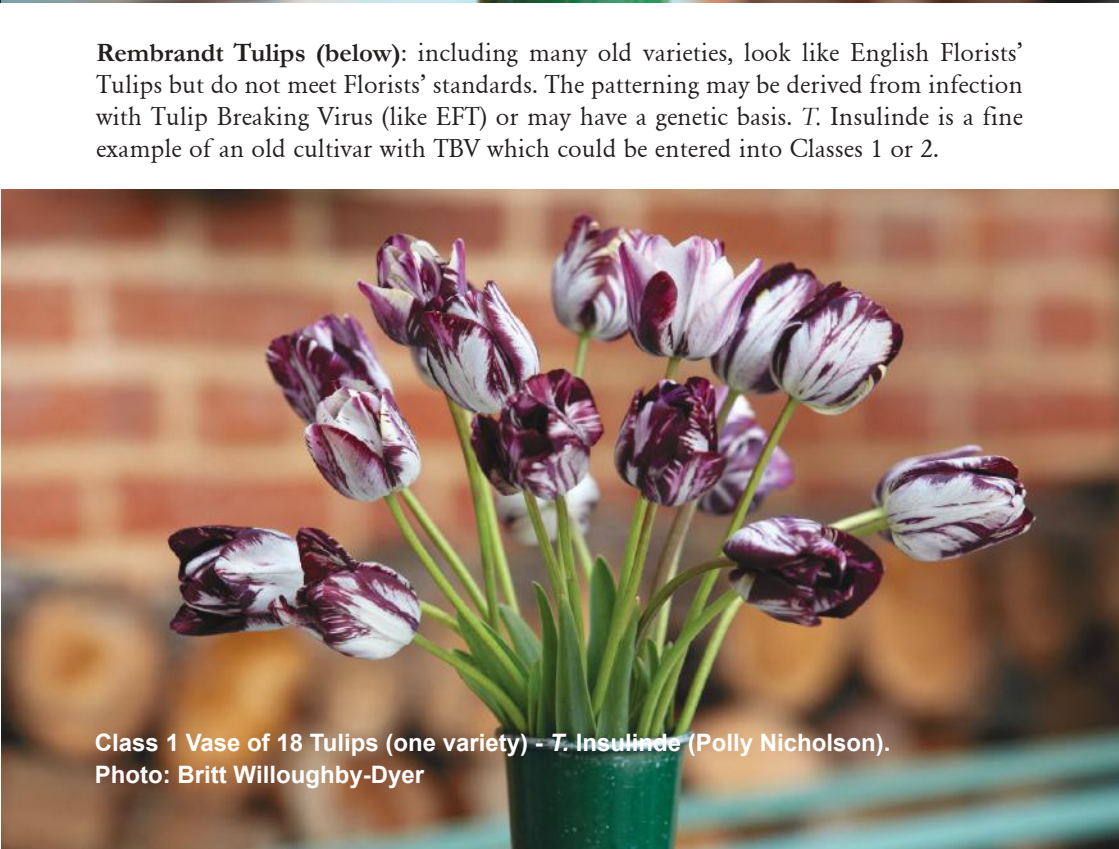 Rembrandt Tulips (below): including many old varieties, look like English Florists’
Tulips but do not meet Florists’ standards. The patterning may be derived from infection
with Tulip Breaking Virus (like EFT) or may have a genetic basis. T. Insulinde is a fine
example of an old cultivar with TBV which could be entered into Classes 1 or 2.
Class 1 Vase of 18 Tulips (one variety) - T. Insulinde (Polly Nicholson).
Photo: Britt Willoughby-Dyer